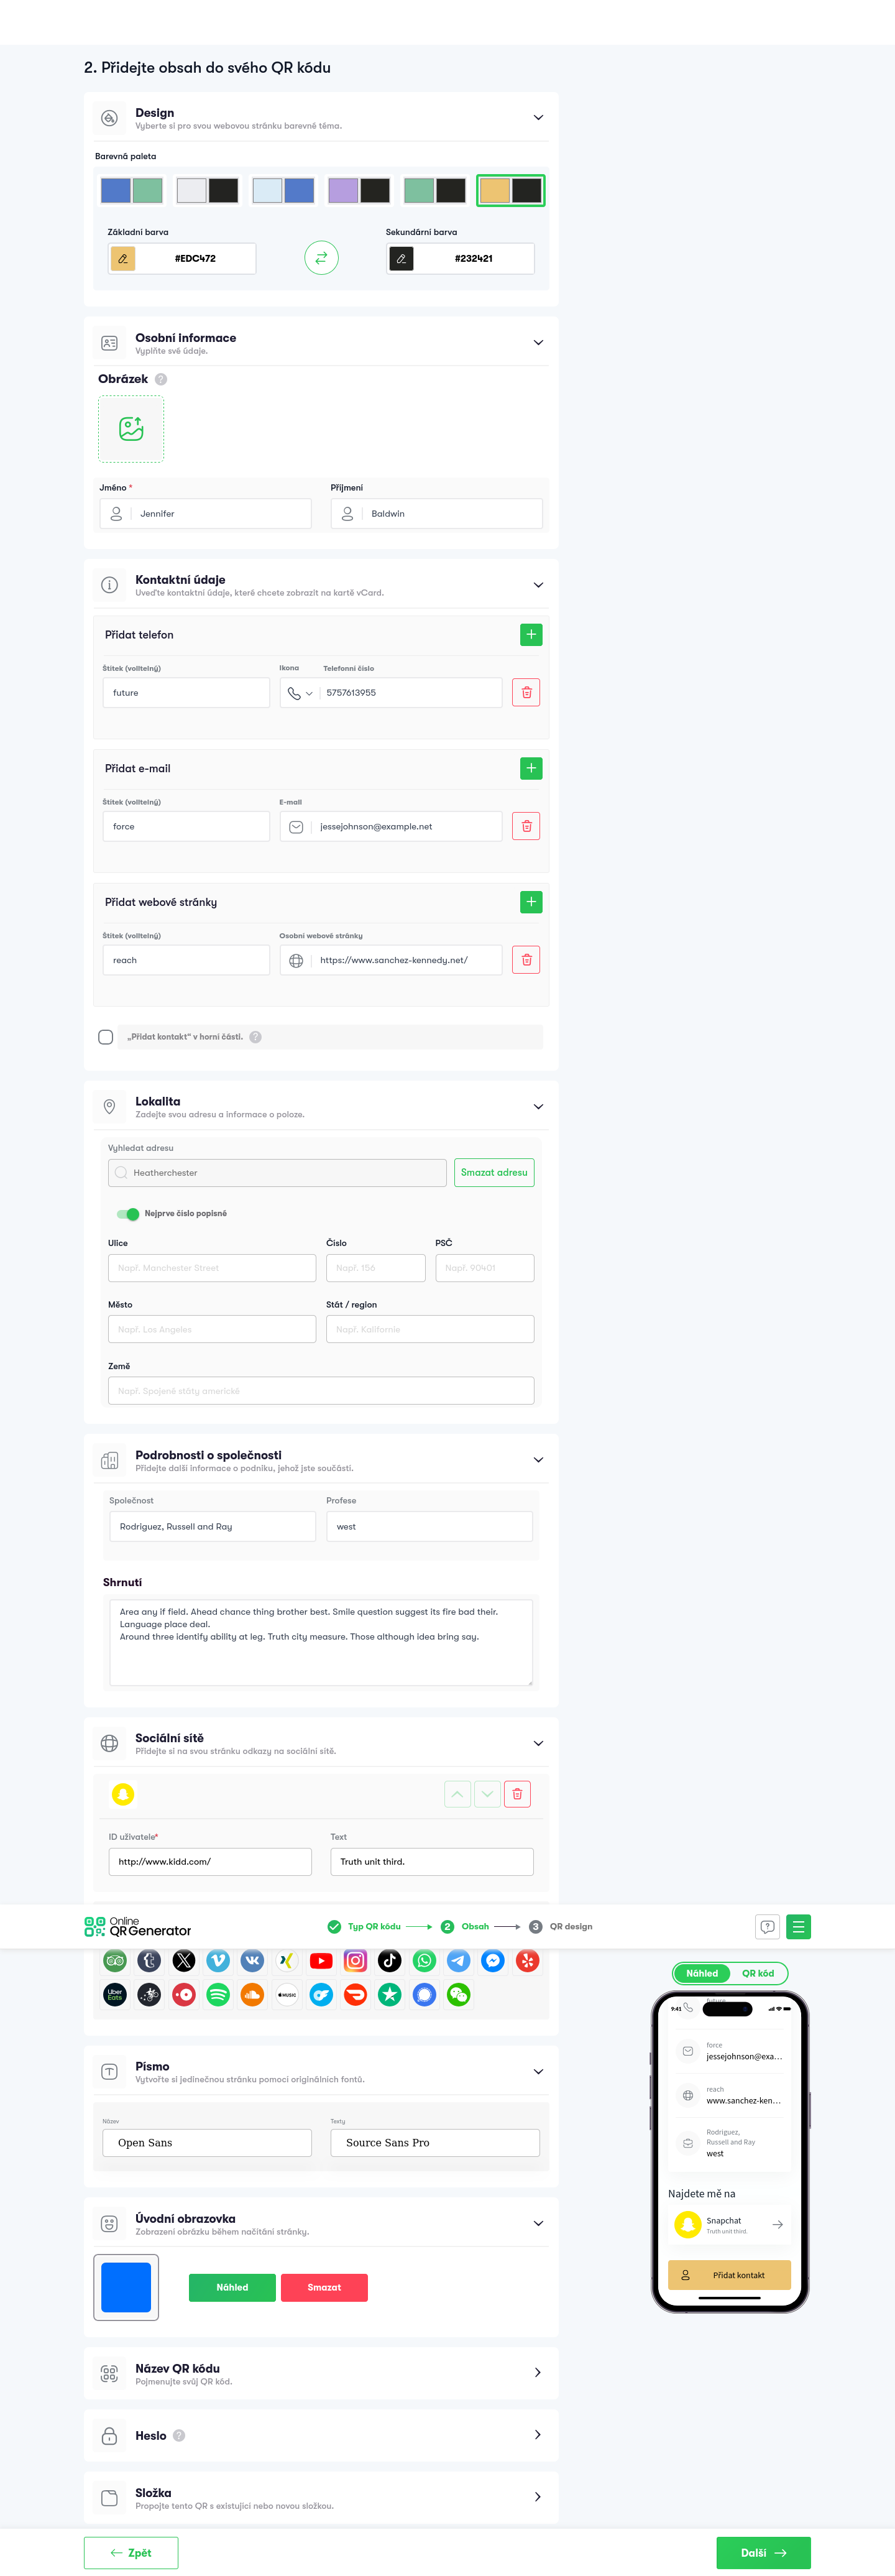 2. Přidejte obsah do svého QR kódu
Design
Vyberte si pro svou webovou stránku barevné téma.
Barevná paleta
Základní barva
Sekundární barva
#EDC472
#232421
Osobní informace
Vyplňte své údaje.
Obrázek ?
Jméno *
Příjmení
Jennifer
Baldwin
Kontaktní údaje
Uveďte kontaktní údaje, které chcete zobrazit na kartě vCard.
Přidat telefon
Štítek (volitelný)
Ikona
Telefonní číslo
future
5757613955
Přidat e-mail
Štítek (volitelný)
E-mail
force
jessejohnson@example.net
Přidat webové stránky
Štítek (volitelný)
Osobní webové stránky
reach
https://www.sanchez-kennedy.net/
„Přidat kontakt“ v horní části. ?
Lokalita
Zadejte svou adresu a informace o poloze.
Vyhledat adresu
Heatherchester
Smazat adresu
Nejprve číslo popisné
Ulice
Číslo
PSČ
Např. Manchester Street
Např. 156
Např. 90401
Město
Stát / region
Např. Los Angeles
Např. Kalifornie
Země
Např. Spojené státy americké
Podrobnosti o společnosti
Přidejte další informace o podniku, jehož jste součástí.
Společnost
Profese
Rodriguez, Russell and Ray
west
Shrnutí
Area any if field. Ahead chance thing brother best. Smile question suggest its fire bad their.
Language place deal.
Around three identify ability at leg. Truth city measure. Those although idea bring say.
Sociální sítě
Přidejte si na svou stránku odkazy na sociální sítě.
ID uživatele*
Text
http://www.kidd.com/
Truth unit third.
Online
QR Generator
Typ QR kódu
2 Obsah
3 QR design
Náhled
QR kód
Uber
Eats
MUSIC
9:41
force
jessejohnson@exa...
reach
www.sanchez-ken...
Rodriguez,
Russell and Ray
west
Najdete mě na
Snapchat
Truth unit third.
Přidat kontakt
Písmo
Vytvořte si jedinečnou stránku pomocí originálních fontů.
Název
Texty
Open Sans
Source Sans Pro
Úvodní obrazovka
Zobrazení obrázku během načítání stránky.
Náhled
Smazat
Název QR kódu
Pojmenujte svůj QR kód.
Heslo ?
Složka
Propojte tento QR s existující nebo novou složkou.
Zpět
Další